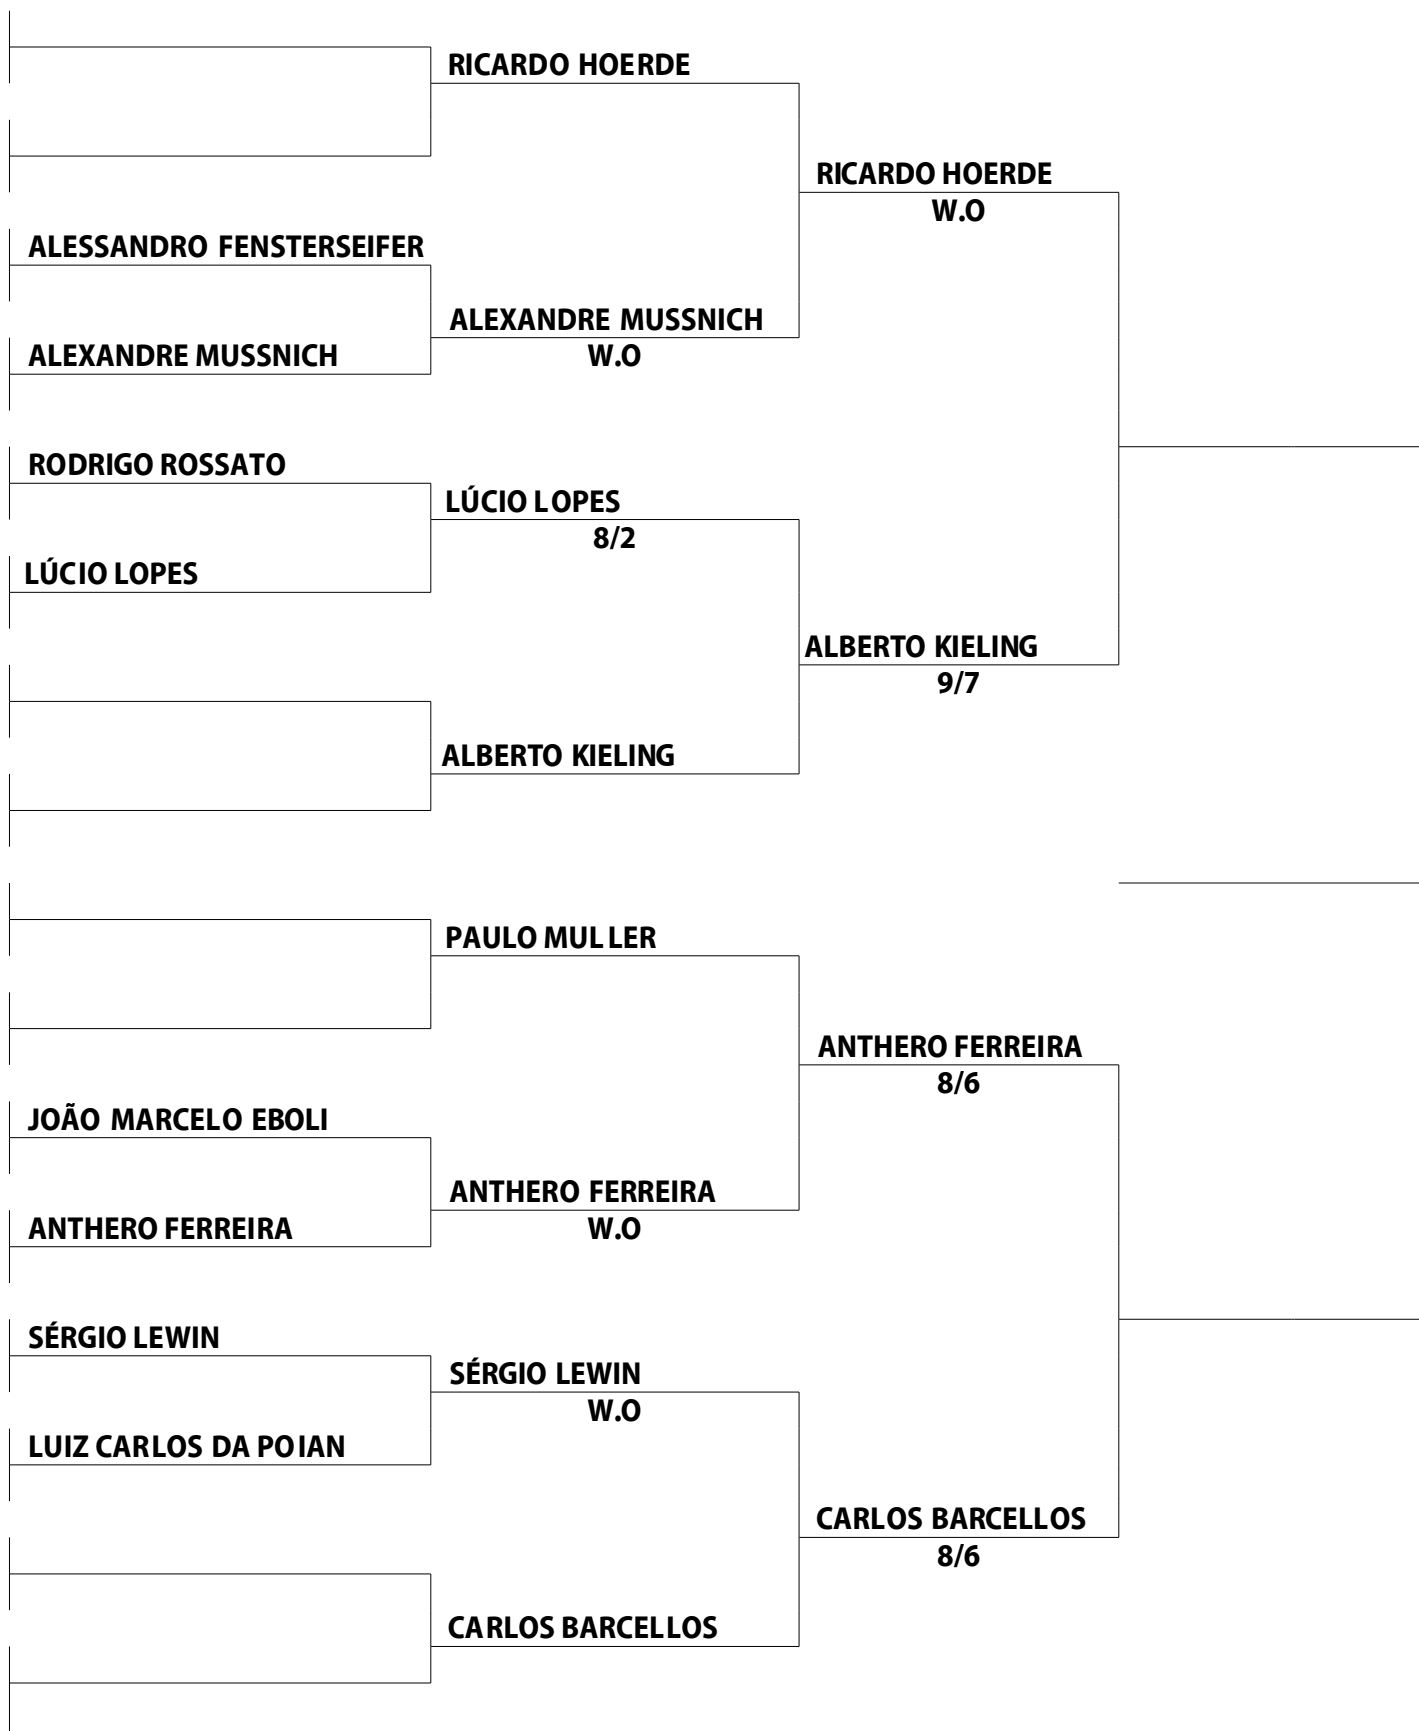 RICARDO HOERDE
RICARDO HOERDE
W.O
ALESSANDRO FENSTERSEIFER
ALEXANDRE MUSSNICH
W.O
ALEXANDRE MUSSNICH
RODRIGO ROSSATO
LÚCIO LOPES
8/2
LÚCIO LOPES
ALBERTO KIELING
9/7
ALBERTO KIELING
PAULO MULLER
ANTHERO FERREIRA
8/6
JOÃO MARCELO EBOLI
ANTHERO FERREIRA
W.O
ANTHERO FERREIRA
SÉRGIO LEWIN
SÉRGIO LEWIN
W.O
LUIZ CARLOS DA POIAN
CARLOS BARCELLOS
8/6
CARLOS BARCELLOS